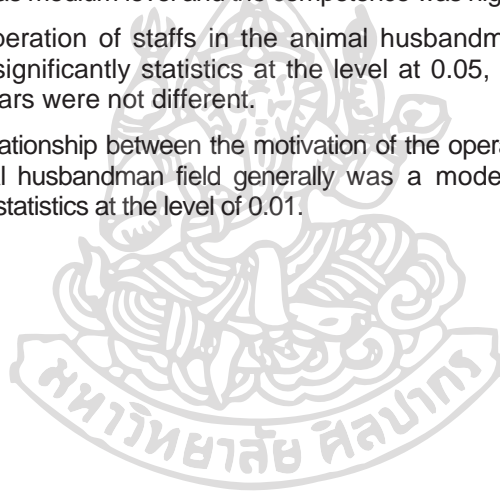 as medium level and the competence was hig
peration of staffs in the animal husbandm
significantly statistics at the level at 0.05,
ars were not different.
ationship between the motivation of the opera
al husbandman field generally was a mode
statistics at the level of 0.01.
มหาวิทยาลัย ศิลปากร